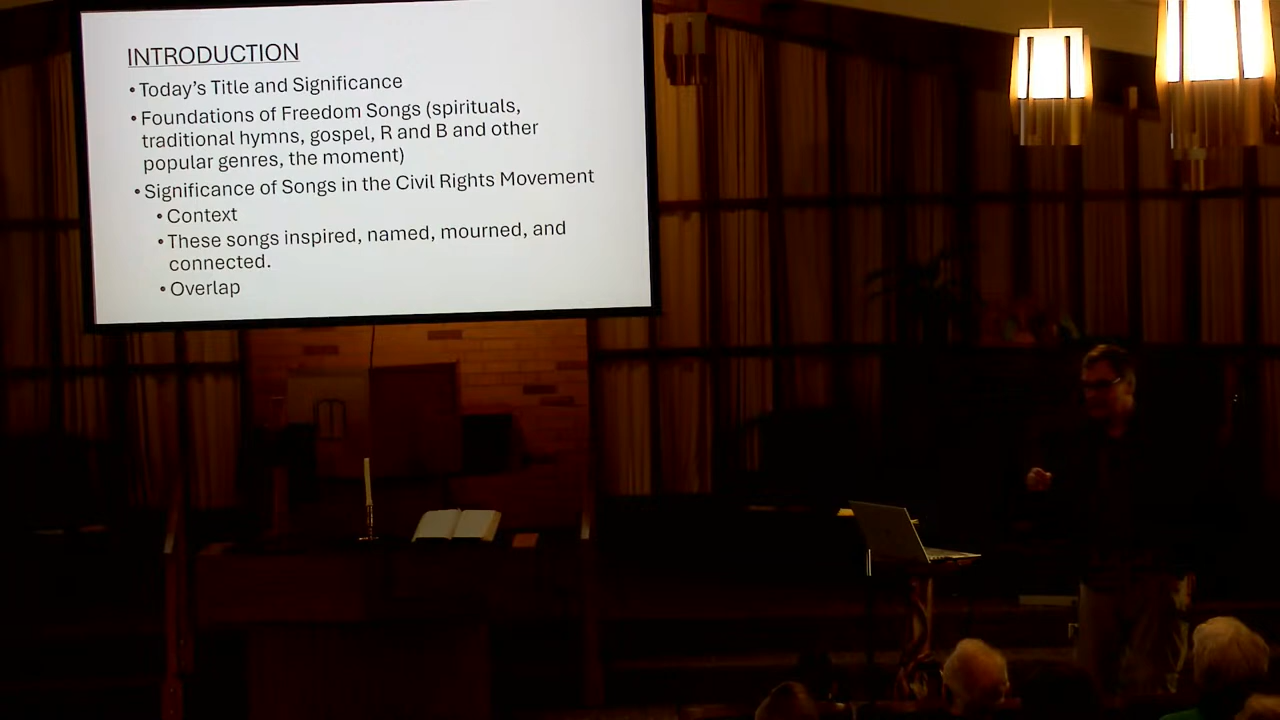 INTRODUCTION
• Today's Title and Significance
• Foundations of Freedom Songs (spirituals,
traditional hymns, gospel, R and B and other
popular genres, the moment)
• Significance of Songs in the Civil Rights Movement
• Context
• These songs inspired, named, mourned, and
connected.
• Overlap